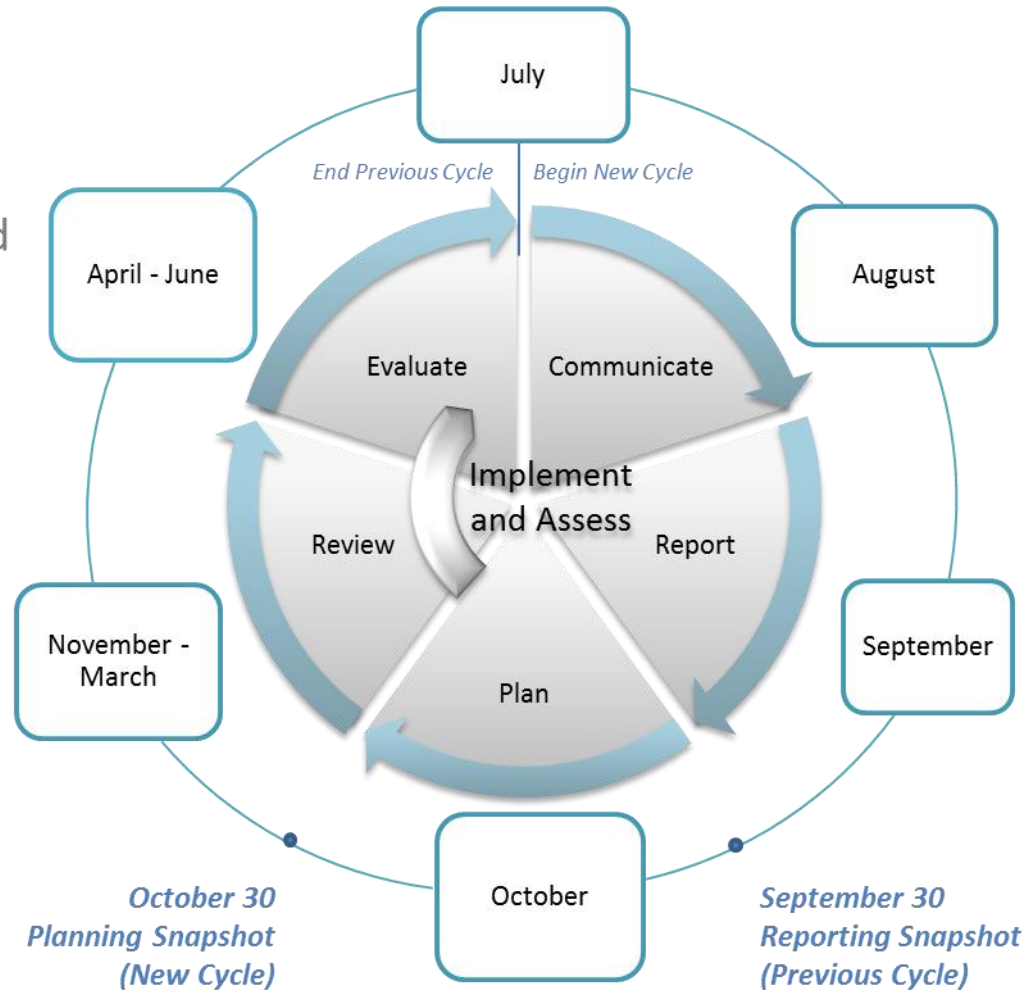 July
End Previous Cycle
Begin New Cycle
d
April - June
August
Evaluate
Communicate
Implement
and Assess
Review
Report
November -
March
September
Plan
October
October 30
Planning Snapshot
(New Cycle)
September 30
Reporting Snapshot
(Previous Cycle)